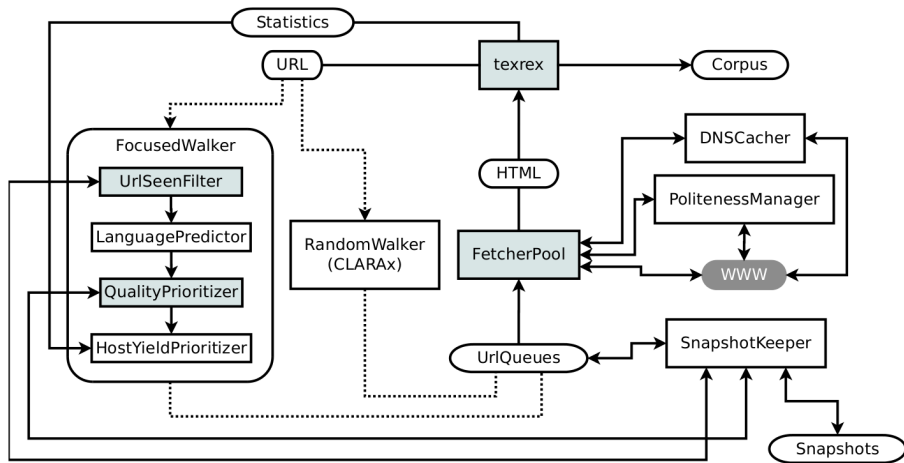 Statistics
URL
texrex
Corpus
FocusedWalker
DNSCacher
UrlSeenFilter
HTML
PolitenessManager
LanguagePredictor
RandomWalker
(CLARAx)
FetcherPool
WWW
QualityPrioritizer
HostYieldPrioritizer
UrlQueues
SnapshotKeeper
Snapshots